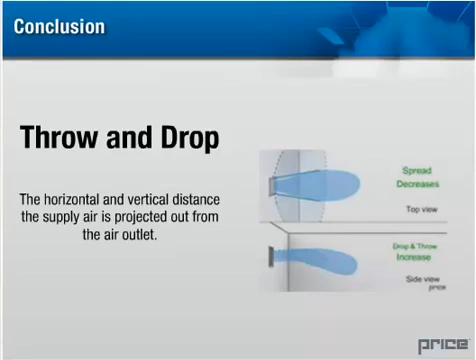 Conclusion
Throw and Drop
The horizontal and vertical distance
the supply air is projected out from
the air outlet.
Spread
Decreases
Top view
Drop & Throw
Increase
Side view
price
price